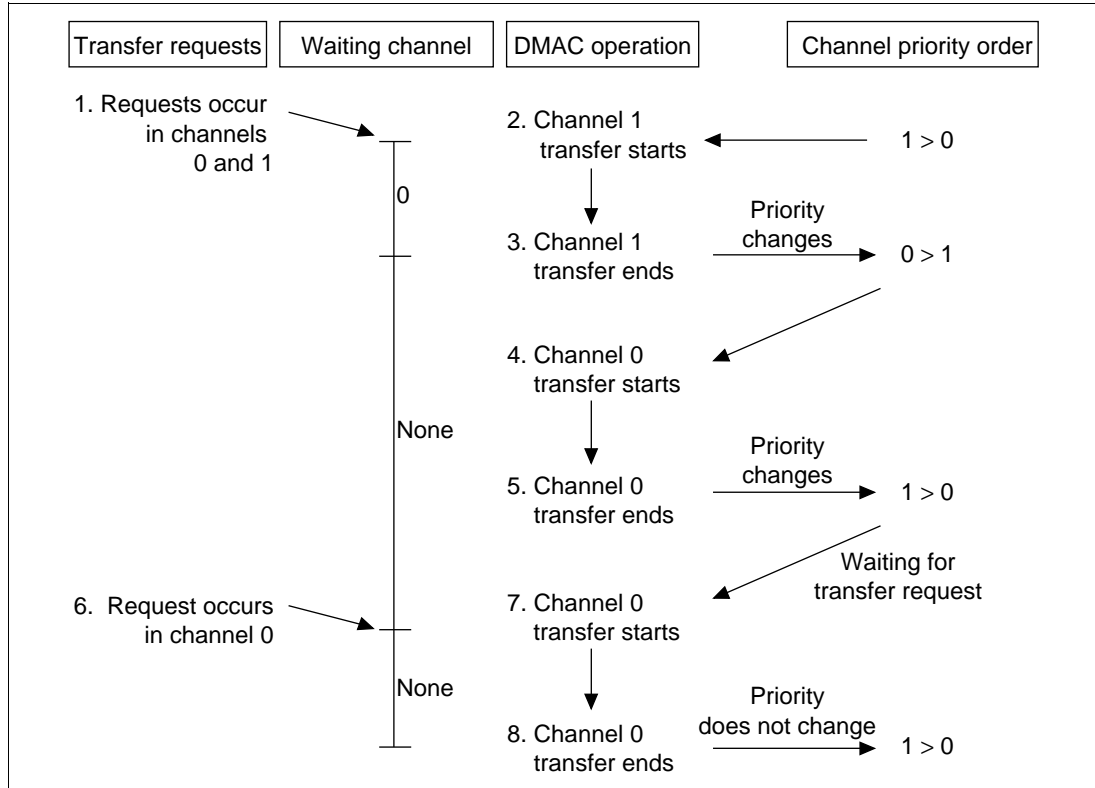 Transfer requests
Waiting channel
DMAC operation
Channel priority order
1. Requests occur
in channels
0 and 1
0
2. Channel 1
transfer starts
1 > 0
3. Channel 1
transfer ends
Priority
changes
0 > 1
None
4. Channel 0
transfer starts
5. Channel 0
transfer ends
Priority
changes
1 > 0
Waiting for
transfer request
6. Request occurs
in channel 0
None
7. Channel 0
transfer starts
8. Channel 0
transfer ends
Priority
does not change
1 > 0